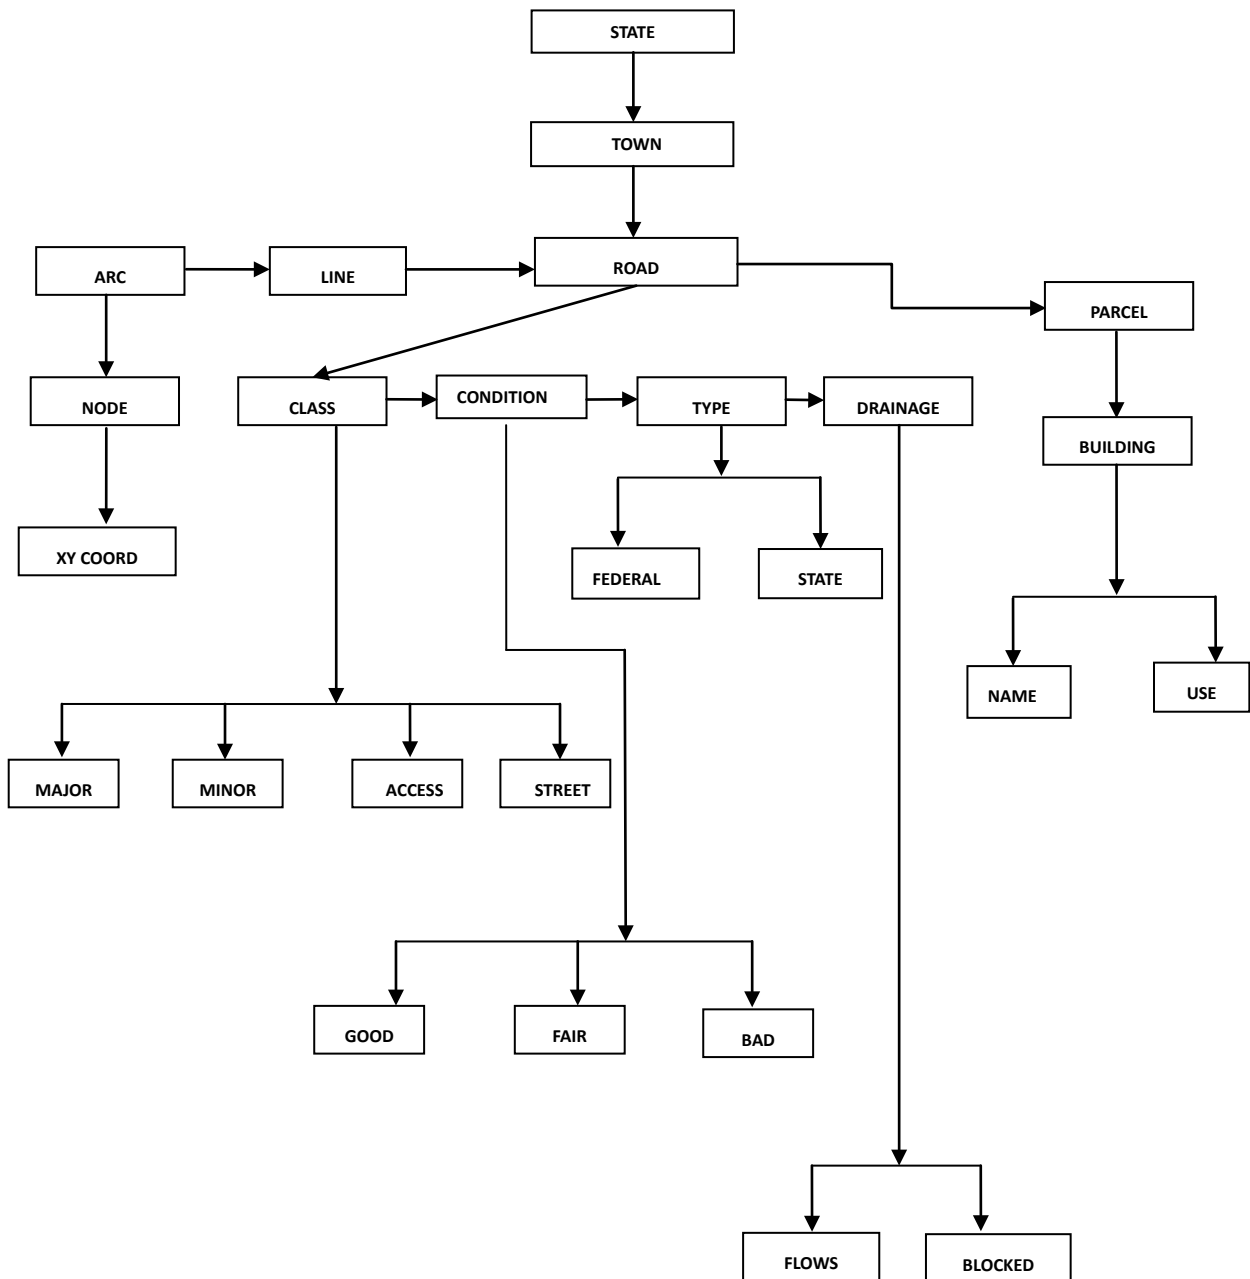 STATE
TOWN
ROAD
ARC
LINE
PARCEL
NODE
CLASS
CONDITION
TYPE
DRAINAGE
BUILDING
XY COORD
FEDERAL
STATE
NAME
USE
MAJOR
MINOR
ACCESS
STREET
GOOD
FAIR
BAD
FLOWS
BLOCKED